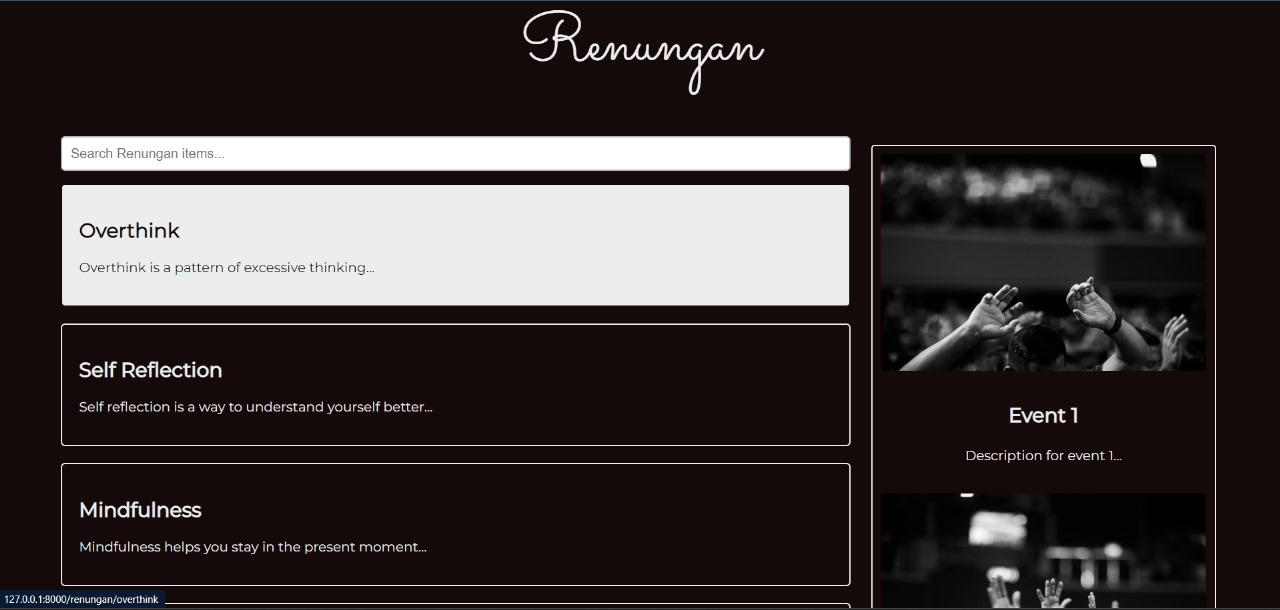 Renungan
Search Renungan items...
Overthink
Overthink is a pattern of excessive thinking...
Self Reflection
Self reflection is a way to understand yourself better...
Mindfulness
Mindfulness helps you stay in the present moment...
Event 1
Description for event 1...
127.0.0.1:8000/renungan/overthink